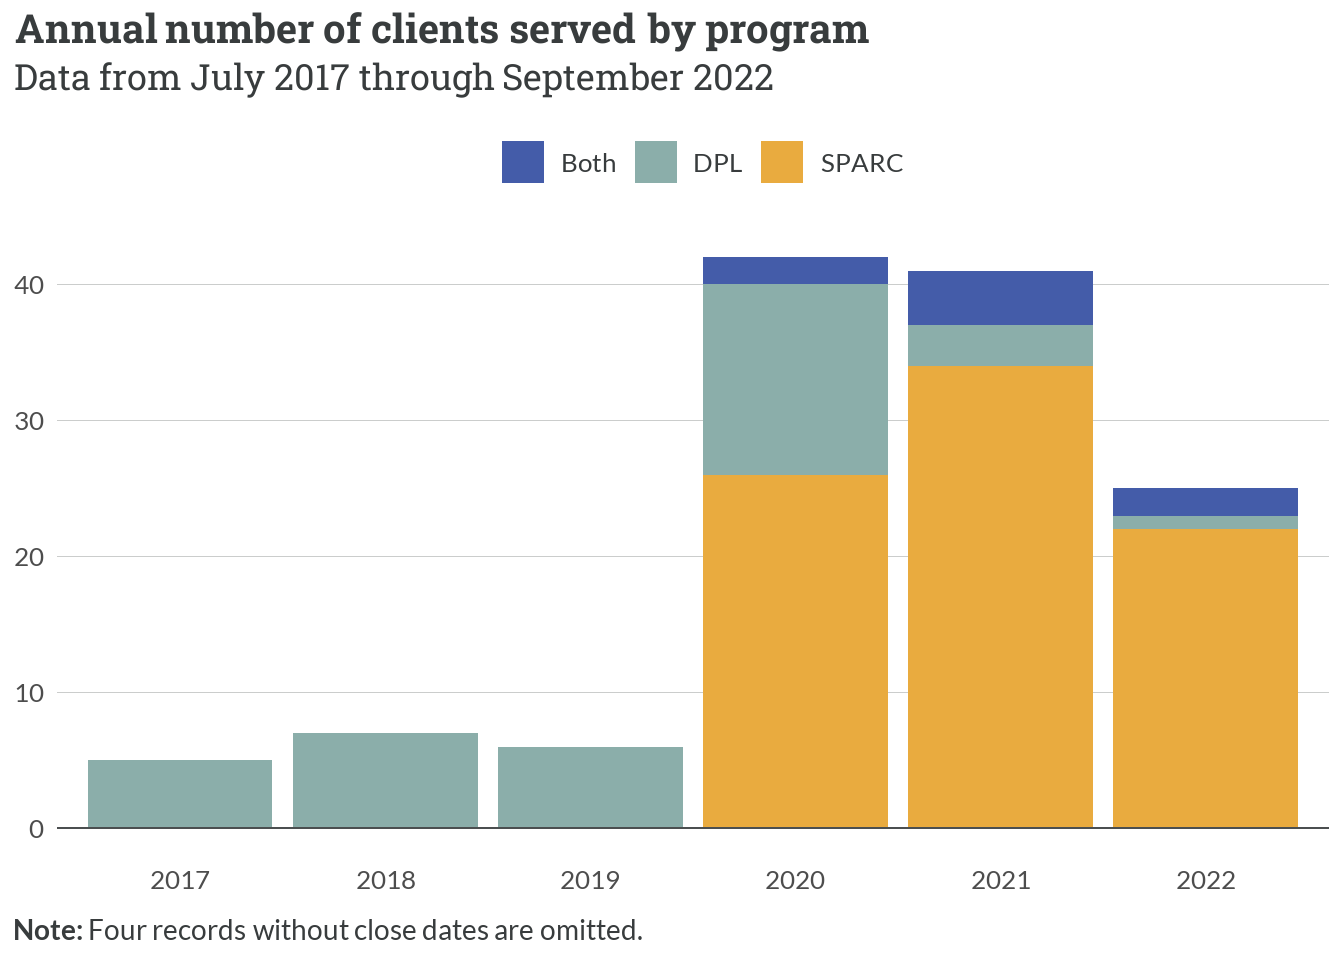 Annual number of clients served by program
Data from July 2017 through September 2022
Both DPL SPARC
40
30
20
10
0
2017 2018 2019 2020 2021 2022
Note: Four records without close dates are omitted.